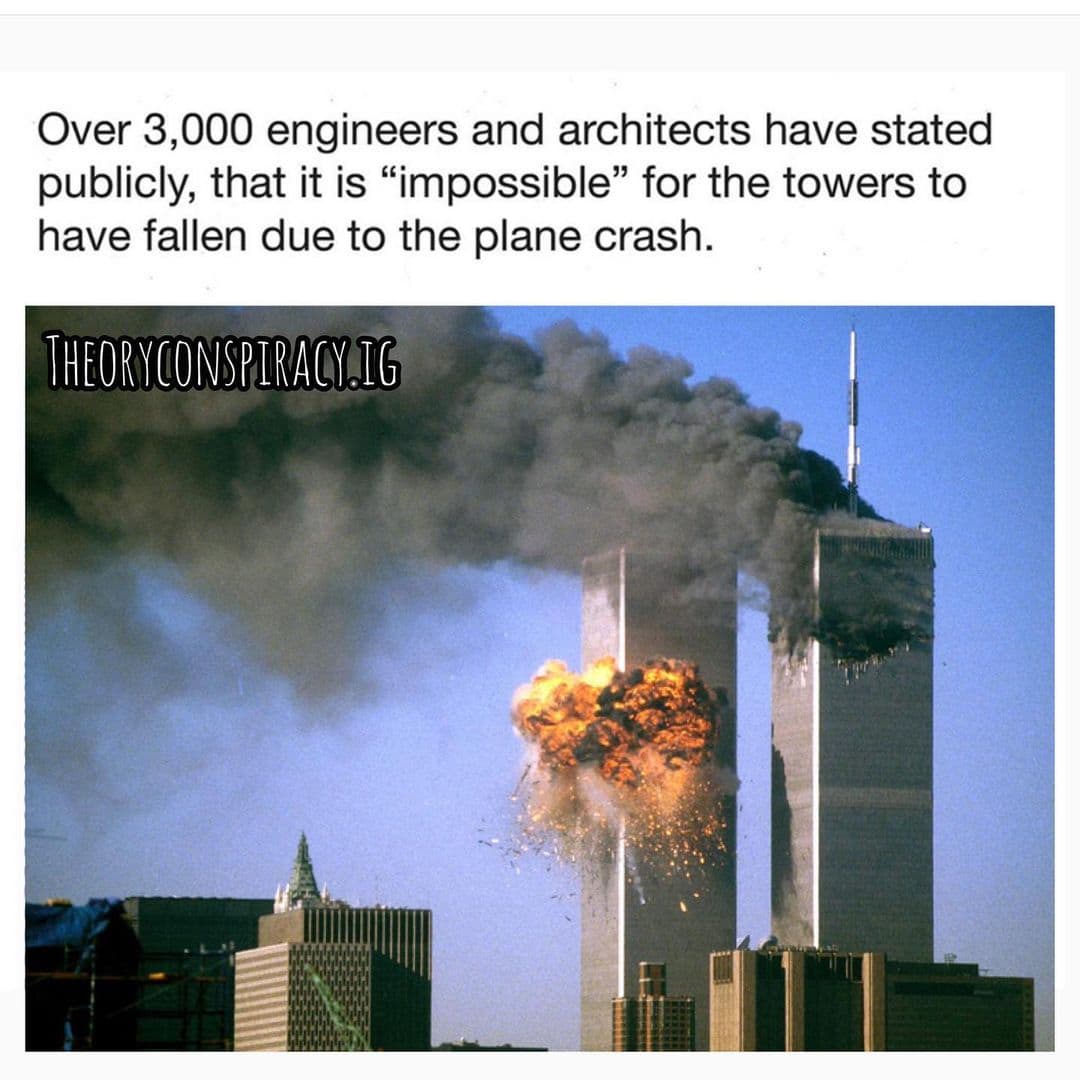 Over 3,000 engineers and architects have stated
publicly, that it is “impossible” for the towers to
have fallen due to the plane crash.
THEORYCONSPIRACY.IG